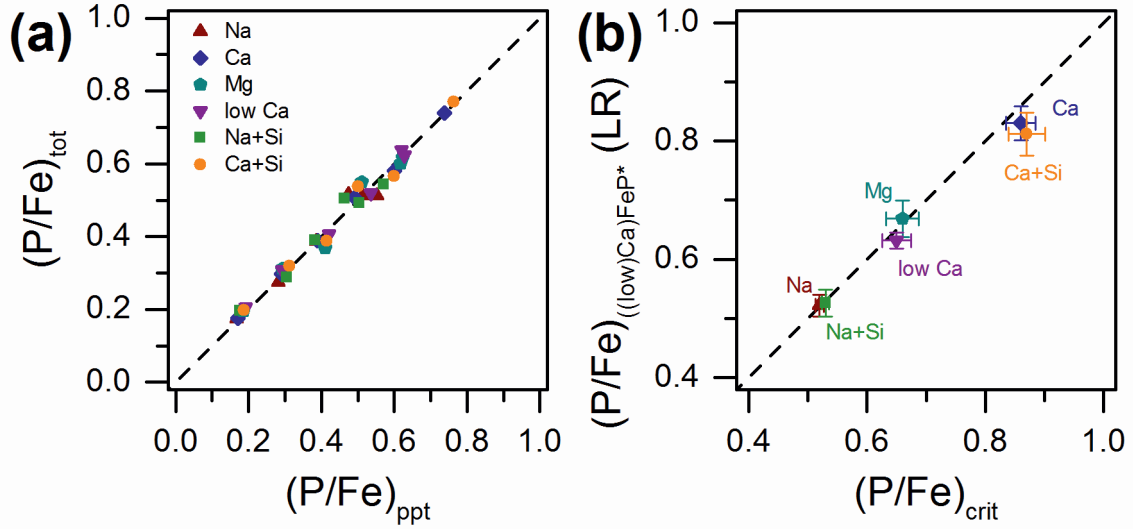 (a)
1.0
0.8
0.6
0.4
0.2
0.0
(P/Fe)tot
Na
Ca
Mg
low Ca
Na+Si
Ca+Si
0.0 0.2 0.4 0.6 0.8 1.0
(P/Fe)ppt
(b)
1.0
0.8
0.6
0.4
(P/Fe)((low)Ca)FeP* (LR)
Ca
Ca+Si
Mg
low Ca
Na
Na+Si
0.4 0.6 0.8 1.0
(P/Fe)crit